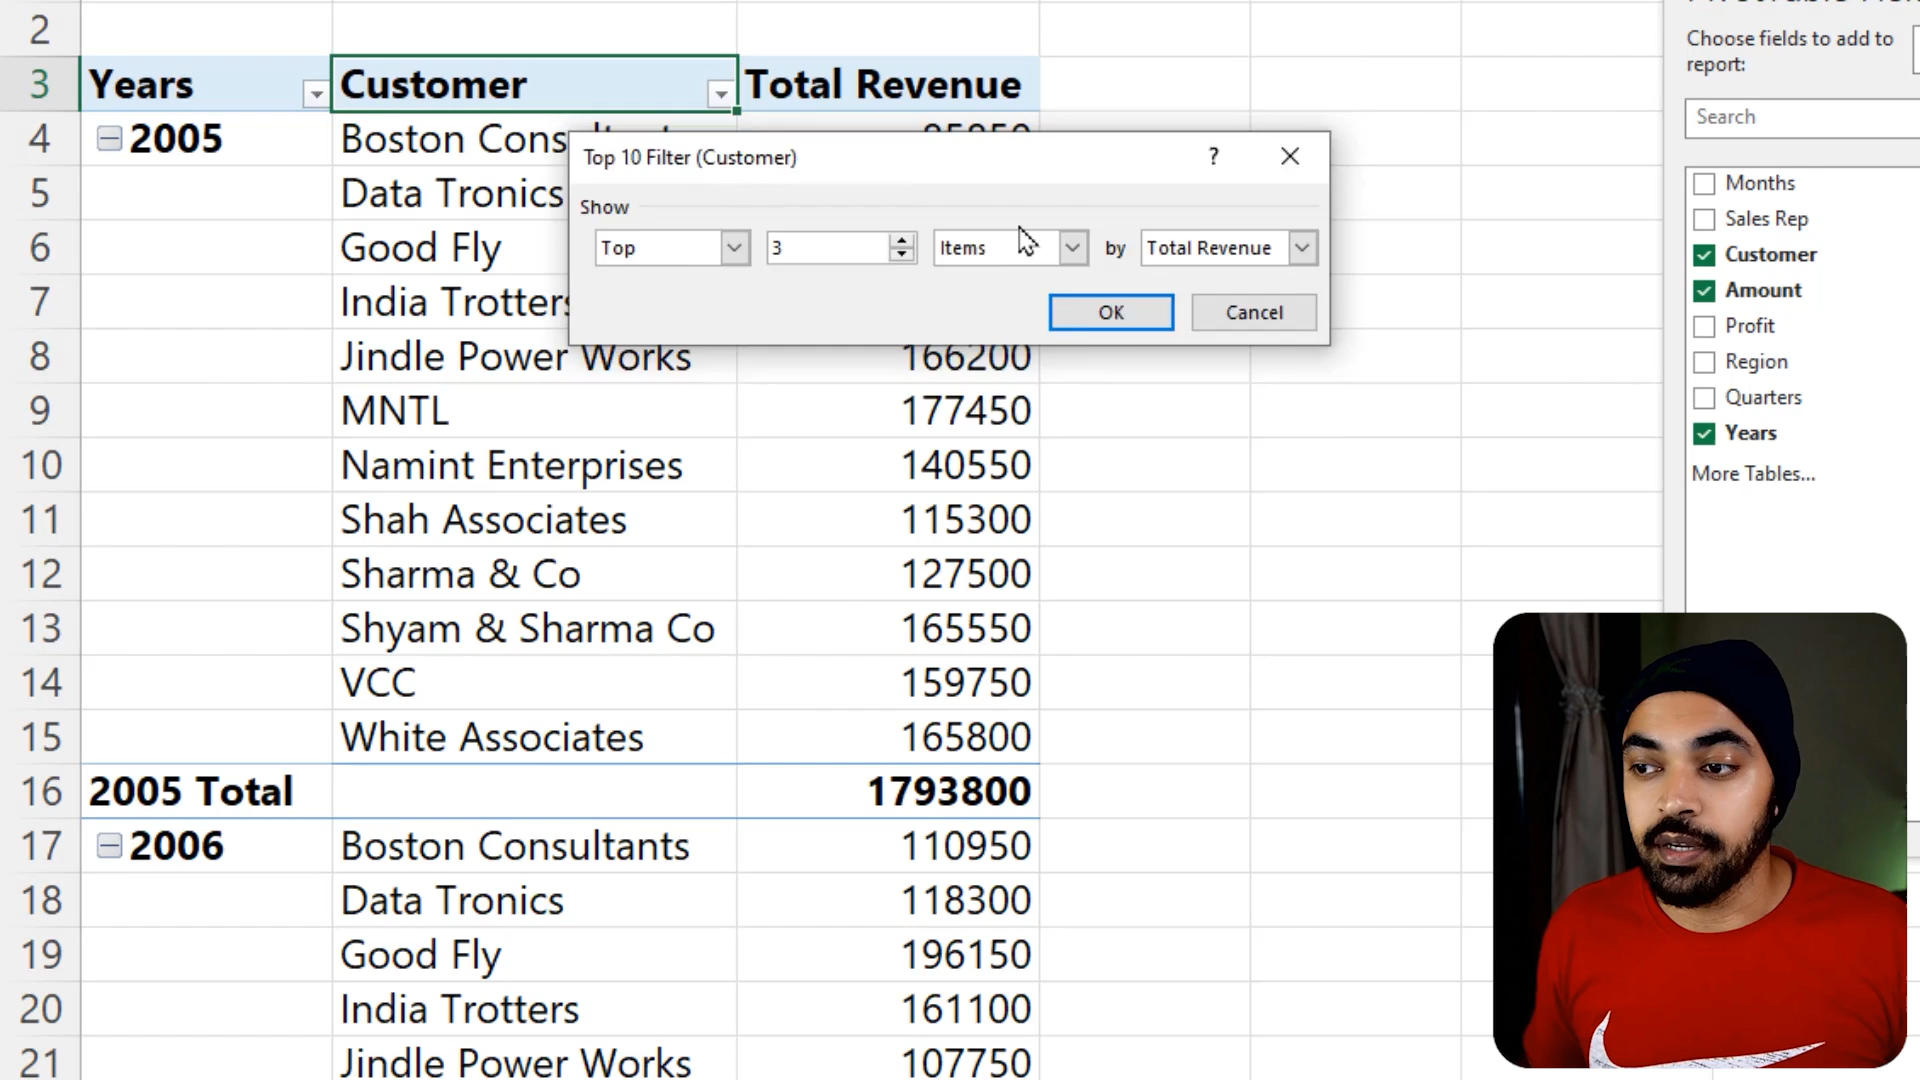 2
3 Years Customer Total Revenue
4 2005 Boston Cons
5 Data Tronics
6 Good Fly
7 India Trotters
8 Jindle Power Works 166200
9 MNTL 177450
10 Namint Enterprises 140550
11 Shah Associates 115300
12 Sharma & Co 127500
13 Shyam & Sharma Co 165550
14 VCC 159750
15 White Associates 165800
16 2005 Total 1793800
17 2006 Boston Consultants 110950
18 Data Tronics 118300
19 Good Fly 196150
20 India Trotters 161100
21 Jindle Power Works 107750
Top 10 Filter (Customer) ?
Show
Top 3 Items by Total Revenue
OK Cancel
Choose fields to add to
report:
Search
Months
Sales Rep
Customer
Amount
Profit
Region
Quarters
Years
More Tables...